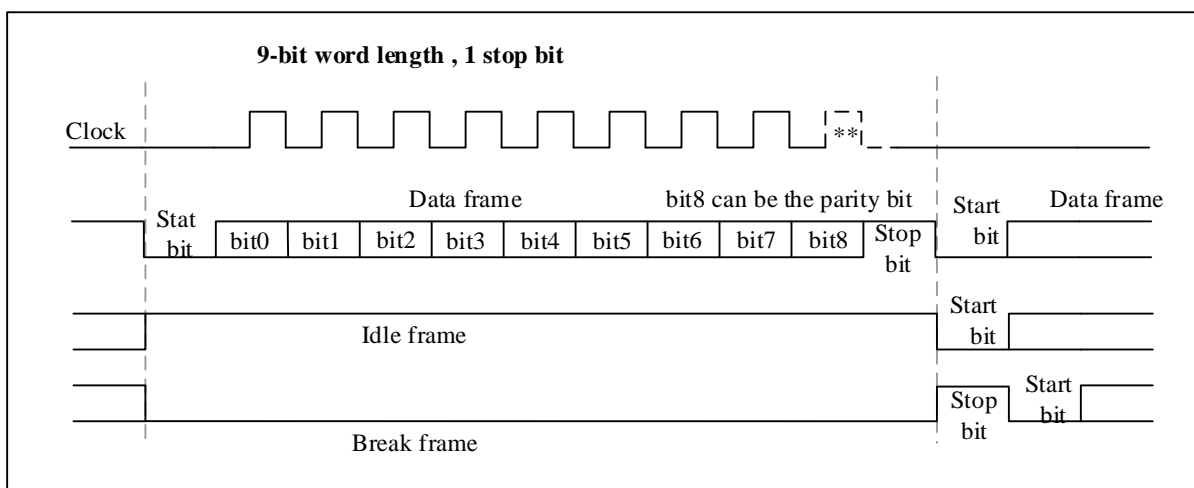 9-bit word length , 1 stop bit
Clock
**
Data frame
bit8 can be the parity bit
Data frame
Stat
bit
bit0 bit1 bit2 bit3 bit4 bit5 bit6 bit7 bit8
Stop
bit
Start
bit
Idle frame
Start
bit
Stop
bit
Start
bit
Break frame